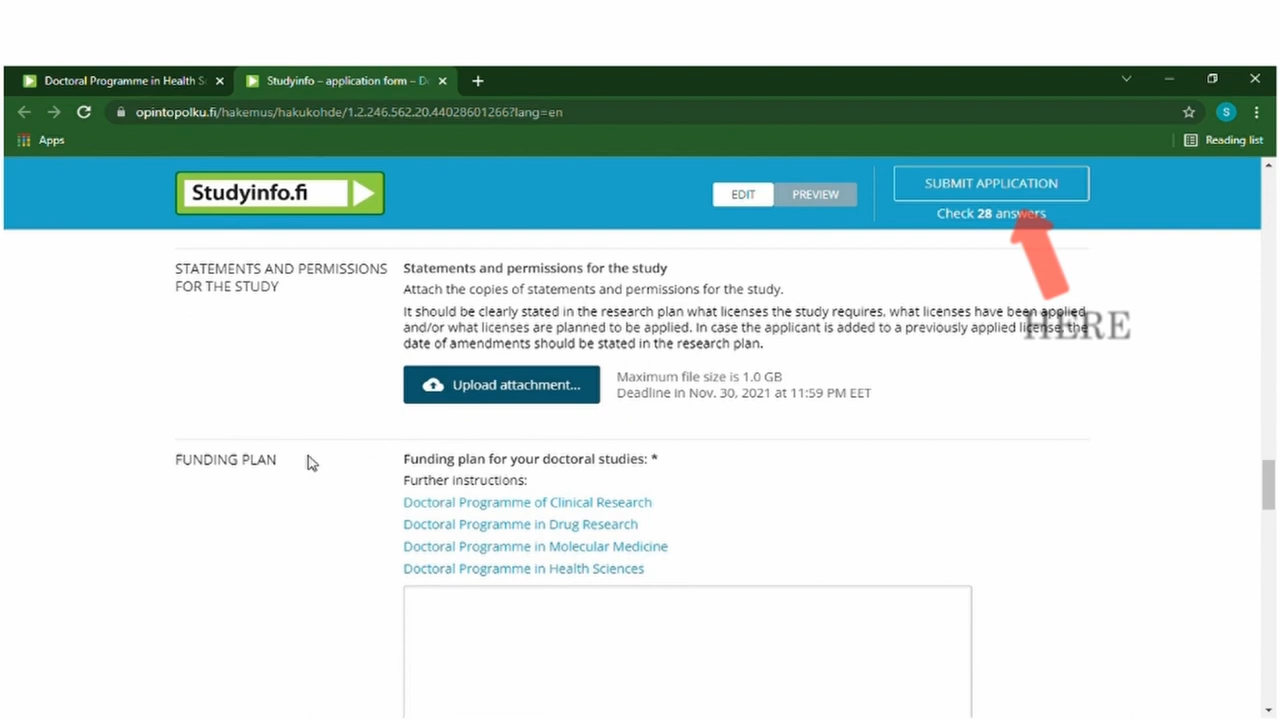 Doctoral Programme in Health S
Studyinfo – application form – D
opintopolku.fi/hakemus/hakukohde/1.2.246.562.20.44028601266?lang=en
S
Apps
Reading list
Studyinfo.fi
EDIT
PREVIEW
SUBMIT APPLICATION
Check 28 answers
HERE
STATEMENTS AND PERMISSIONS
FOR THE STUDY
Statements and permissions for the study
Attach the copies of statements and permissions for the study.
It should be clearly stated in the research plan what licenses the study requires, what licenses have been applied
and/or what licenses are planned to be applied. In case the applicant is added to a previously applied license, the
date of amendments should be stated in the research plan.
Upload attachment...
Maximum file size is 1.0 GB
Deadline in Nov. 30, 2021 at 11:59 PM EET
FUNDING PLAN
Funding plan for your doctoral studies: *
Further instructions:
Doctoral Programme of Clinical Research
Doctoral Programme in Drug Research
Doctoral Programme in Molecular Medicine
Doctoral Programme in Health Sciences